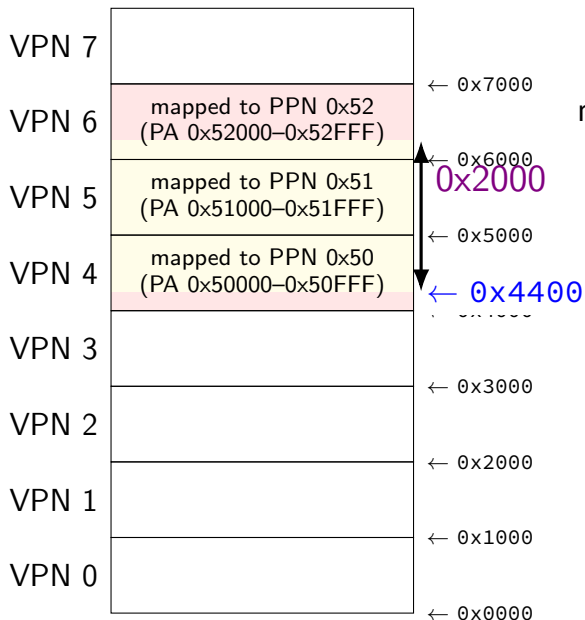 VPN 7
← 0x7000
VPN 6
mapped to PPN 0x52
(PA 0x52000–0x52FFF)
← 0x6000
0x2000
VPN 5
mapped to PPN 0x51
(PA 0x51000–0x51FFF)
← 0x5000
VPN 4
mapped to PPN 0x50
(PA 0x50000–0x50FFF)
← 0x4400
VPN 3
← 0x3000
VPN 2
← 0x2000
VPN 1
← 0x1000
VPN 0
← 0x0000